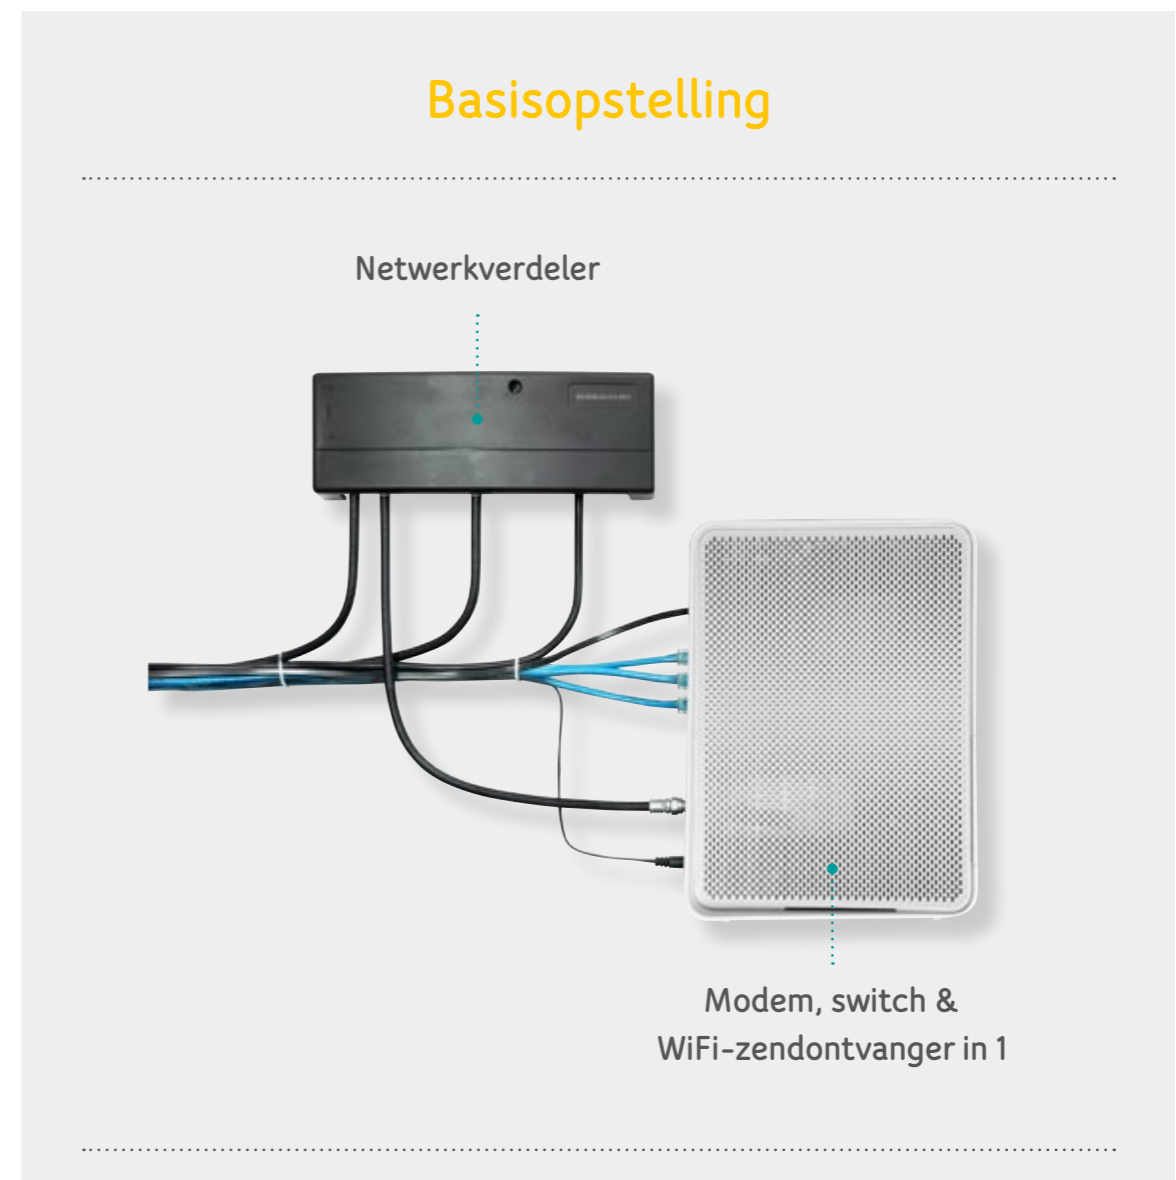 Basisopstelling
Netwerkverdeler
Modem, switch &
WiFi-zendontvanger in 1